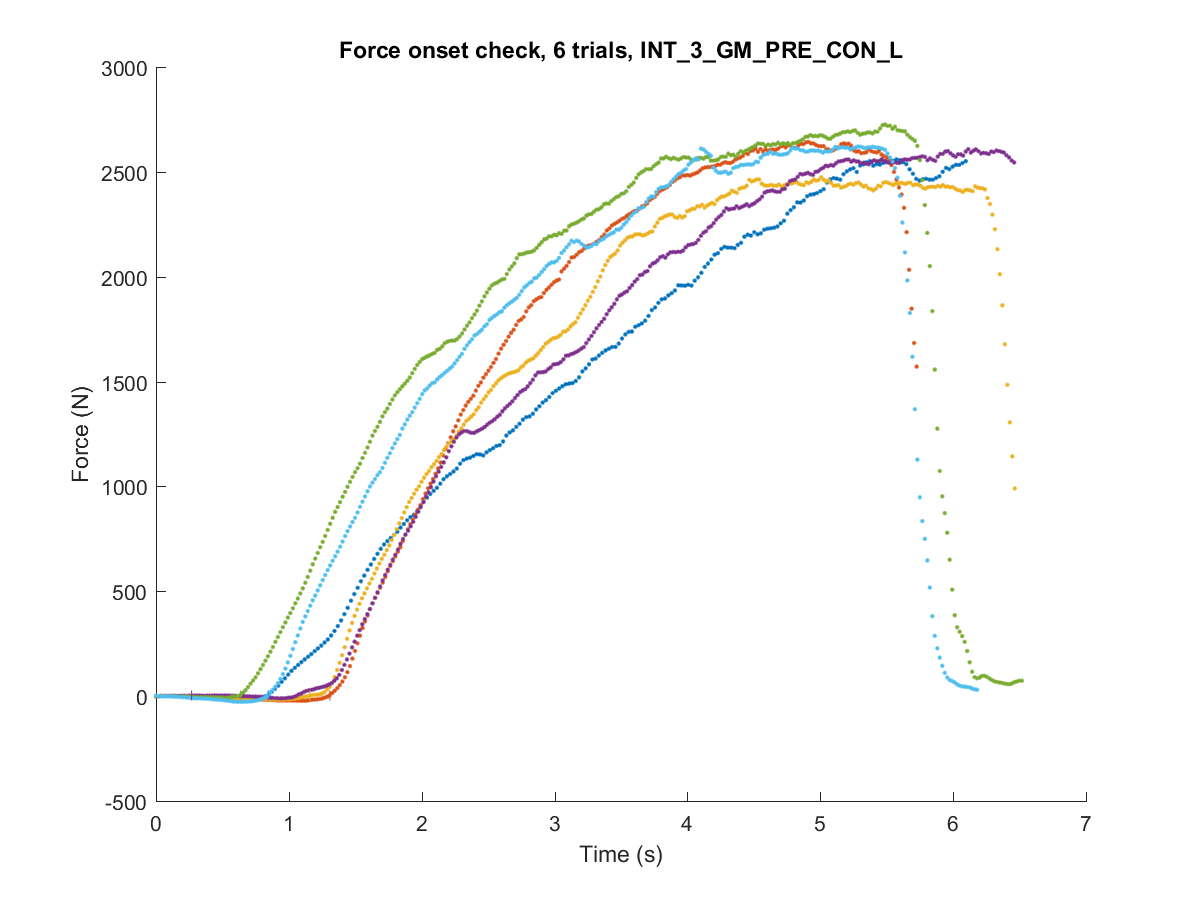 Force onset check, 6 trials, INT_3_GM_PRE_CON_L
3000
2500
2000
1500
1000
500
0
-500
Force (N)
0 1 2 3 4 5 6 7
Time (s)